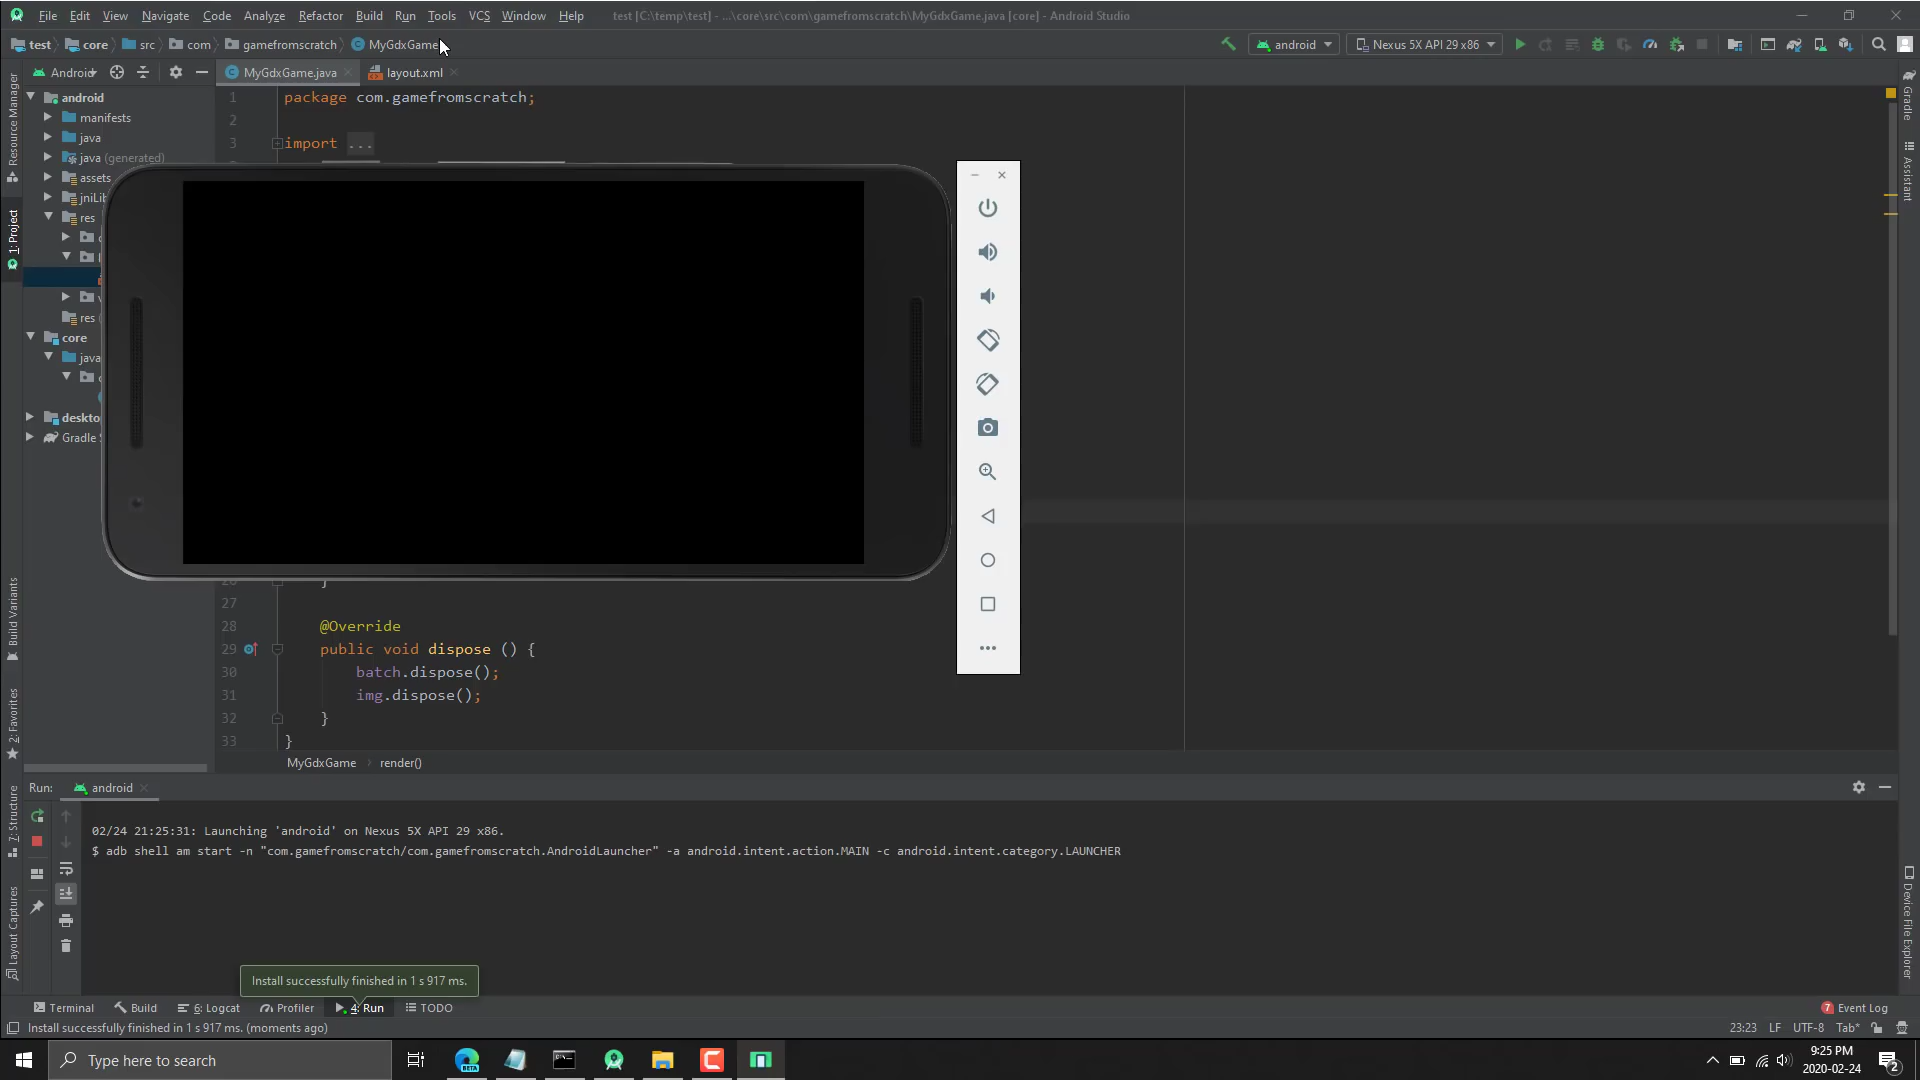 File Edit View Navigate Code Analyze Refactor Build Run Tools VCS Window Help test [C:\temp\test] - ...\core\src\com\gamefromscratch\MyGdxGame.java [core] - Android Studio
test core src com gamefromscratch MyGdxGame android Nexus 5X API 29 x86
Android MyGdxGame.java layout.xml
Resource Manager
1: Project
Build Variants
2: Favorites
7: Structure
Layout Captures
android
manifests
java
java (generated)
assets
jniLib
res
res (
core
java
deskto
Gradle S
1 package com.gamefromscratch;
2
3 import ...
27
28 @Override
29 public void dispose () {
30 batch.dispose();
31 img.dispose();
32 }
33 }
MyGdxGame render()
Gradle
Assistant
Device File Explorer
Run: android
02/24 21:25:31: Launching 'android' on Nexus 5X API 29 x86.
$ adb shell am start -n "com.gamefromscratch/com.gamefromscratch.AndroidLauncher" -a android.intent.action.MAIN -c android.intent.category.LAUNCHER
Install successfully finished in 1 s 917 ms.
Terminal Build 6: Logcat Profiler 4: Run TODO 7 Event Log
Install successfully finished in 1 s 917 ms. (moments ago) 23:23 LF UTF-8 Tab*
Type here to search BETA 9:25 PM
2020-02-24 2